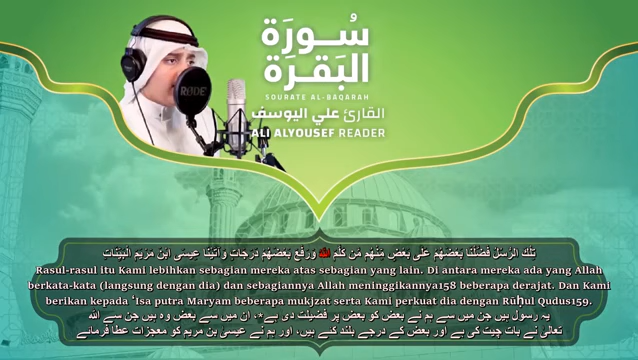 سُورَة
البَقَرَة
SOURATE AL-BAQARAH
القارئ علي اليوسف
ALI ALYOUSEF READER
RØDE
تِلْكَ الرُّسُلُ فَضَّلْنَا بَعْضَهُمْ عَلَى بَعْضٍ مِّنْهُم مَّن كَلَّمَ اللَّهُ وَرَفَعَ بَعْضَهُمْ دَرَجَاتٍ وَآتَيْنَا عِيسَى ابْنَ مَرْيَمَ الْبَيِّنَاتِ
Rasul-rasul itu Kami lebihkan sebagian mereka atas sebagian yang lain. Di antara mereka ada yang Allah
berkata-kata (langsung dengan dia) dan sebagiannya Allah meninggikannya158 beberapa derajat. Dan Kami
berikan kepada ʻIsa putra Maryam beberapa mukjizat serta Kami perkuat dia dengan Rūḥul Qudus159.
یہ رسول ہیں جن میں سے ہم نے بعض کو بعض پر فضیلت دی ہے*، ان میں سے بعض وه ہیں جن سے اللہ
تعالیٰ نے بات چیت کی ہے اور بعض کے درجے بلند کئے ہیں، اور ہم نے عیسیٰ بن مریم کو معجزات عطا فرمائے